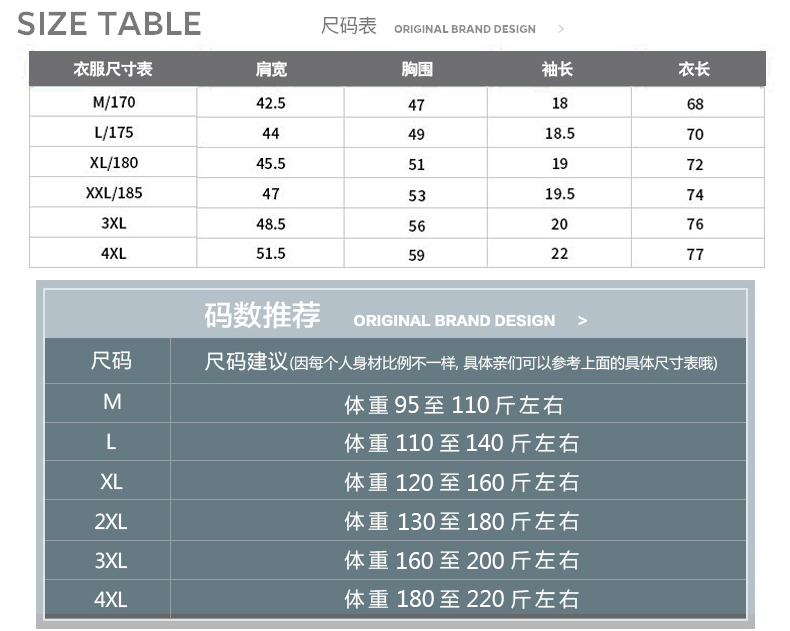 SIZE TABLE 尺码表 ORIGINAL BRAND DESIGN >
衣服尺寸表 肩宽 胸围 袖长 衣长
M/170 42.5 47 18 68
L/175 44 49 18.5 70
XL/180 45.5 51 19 72
XXL/185 47 53 19.5 74
3XL 48.5 56 20 76
4XL 51.5 59 22 77
码数推荐 ORIGINAL BRAND DESIGN >
尺码 尺码建议(因每个人身材比例不一样, 具体亲们可以参考上面的具体尺寸表哦)
M 体重 95 至 110 斤左右
L 体重 110 至 140 斤左右
XL 体重 120 至 160 斤左右
2XL 体重 130 至 180 斤左右
3XL 体重 160 至 200 斤左右
4XL 体重 180 至 220 斤左右